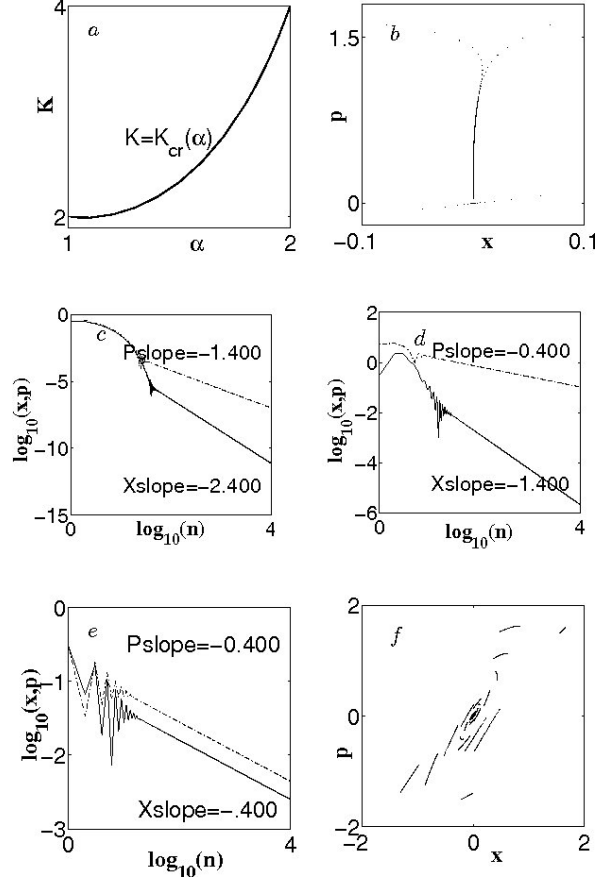 4
a
K
K=Kcr(α)
2
1
α
2
1.5
b
p
0
−0.1
x
0.1
0
c
Pslope=−1.400
−5
log10(x,p)
−10
Xslope=−2.400
−15
0
log10(n)
4
2
d
Pslope=−0.400
0
log10(x,p)
−2
−4
Xslope=−1.400
−6
0
log10(n)
4
0
e
Pslope=−0.400
−1
log10(x,p)
−2
Xslope=−.400
−3
0
log10(n)
4
2
f
p
0
−2
−2
0
x
2